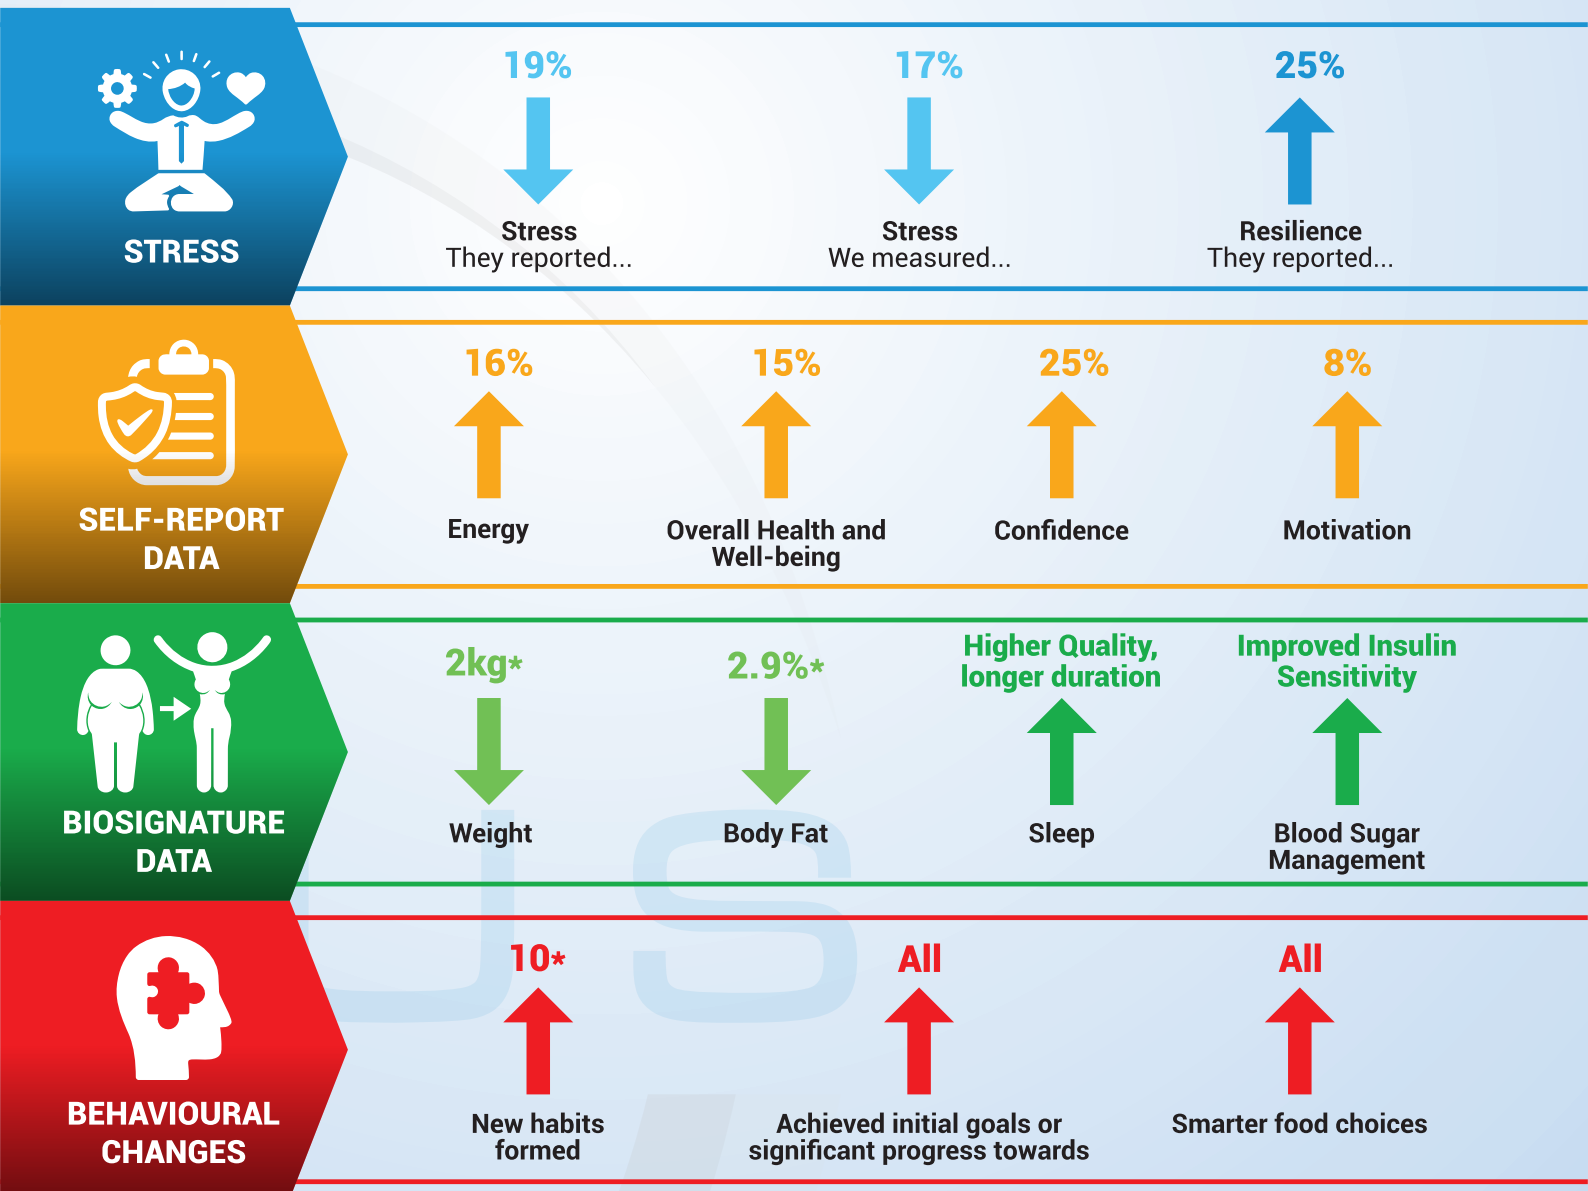 STRESS
19%
Stress
They reported...
17%
Stress
We measured...
25%
Resilience
They reported...
SELF-REPORT
DATA
16%
Energy
15%
Overall Health and
Well-being
25%
Confidence
8%
Motivation
BIOSIGNATURE
DATA
2kg*
Weight
2.9%*
Body Fat
Higher Quality,
longer duration
Sleep
Improved Insulin
Sensitivity
Blood Sugar
Management
BEHAVIOURAL
CHANGES
10*
New habits
formed
All
Achieved initial goals or
significant progress towards
All
Smarter food choices
US